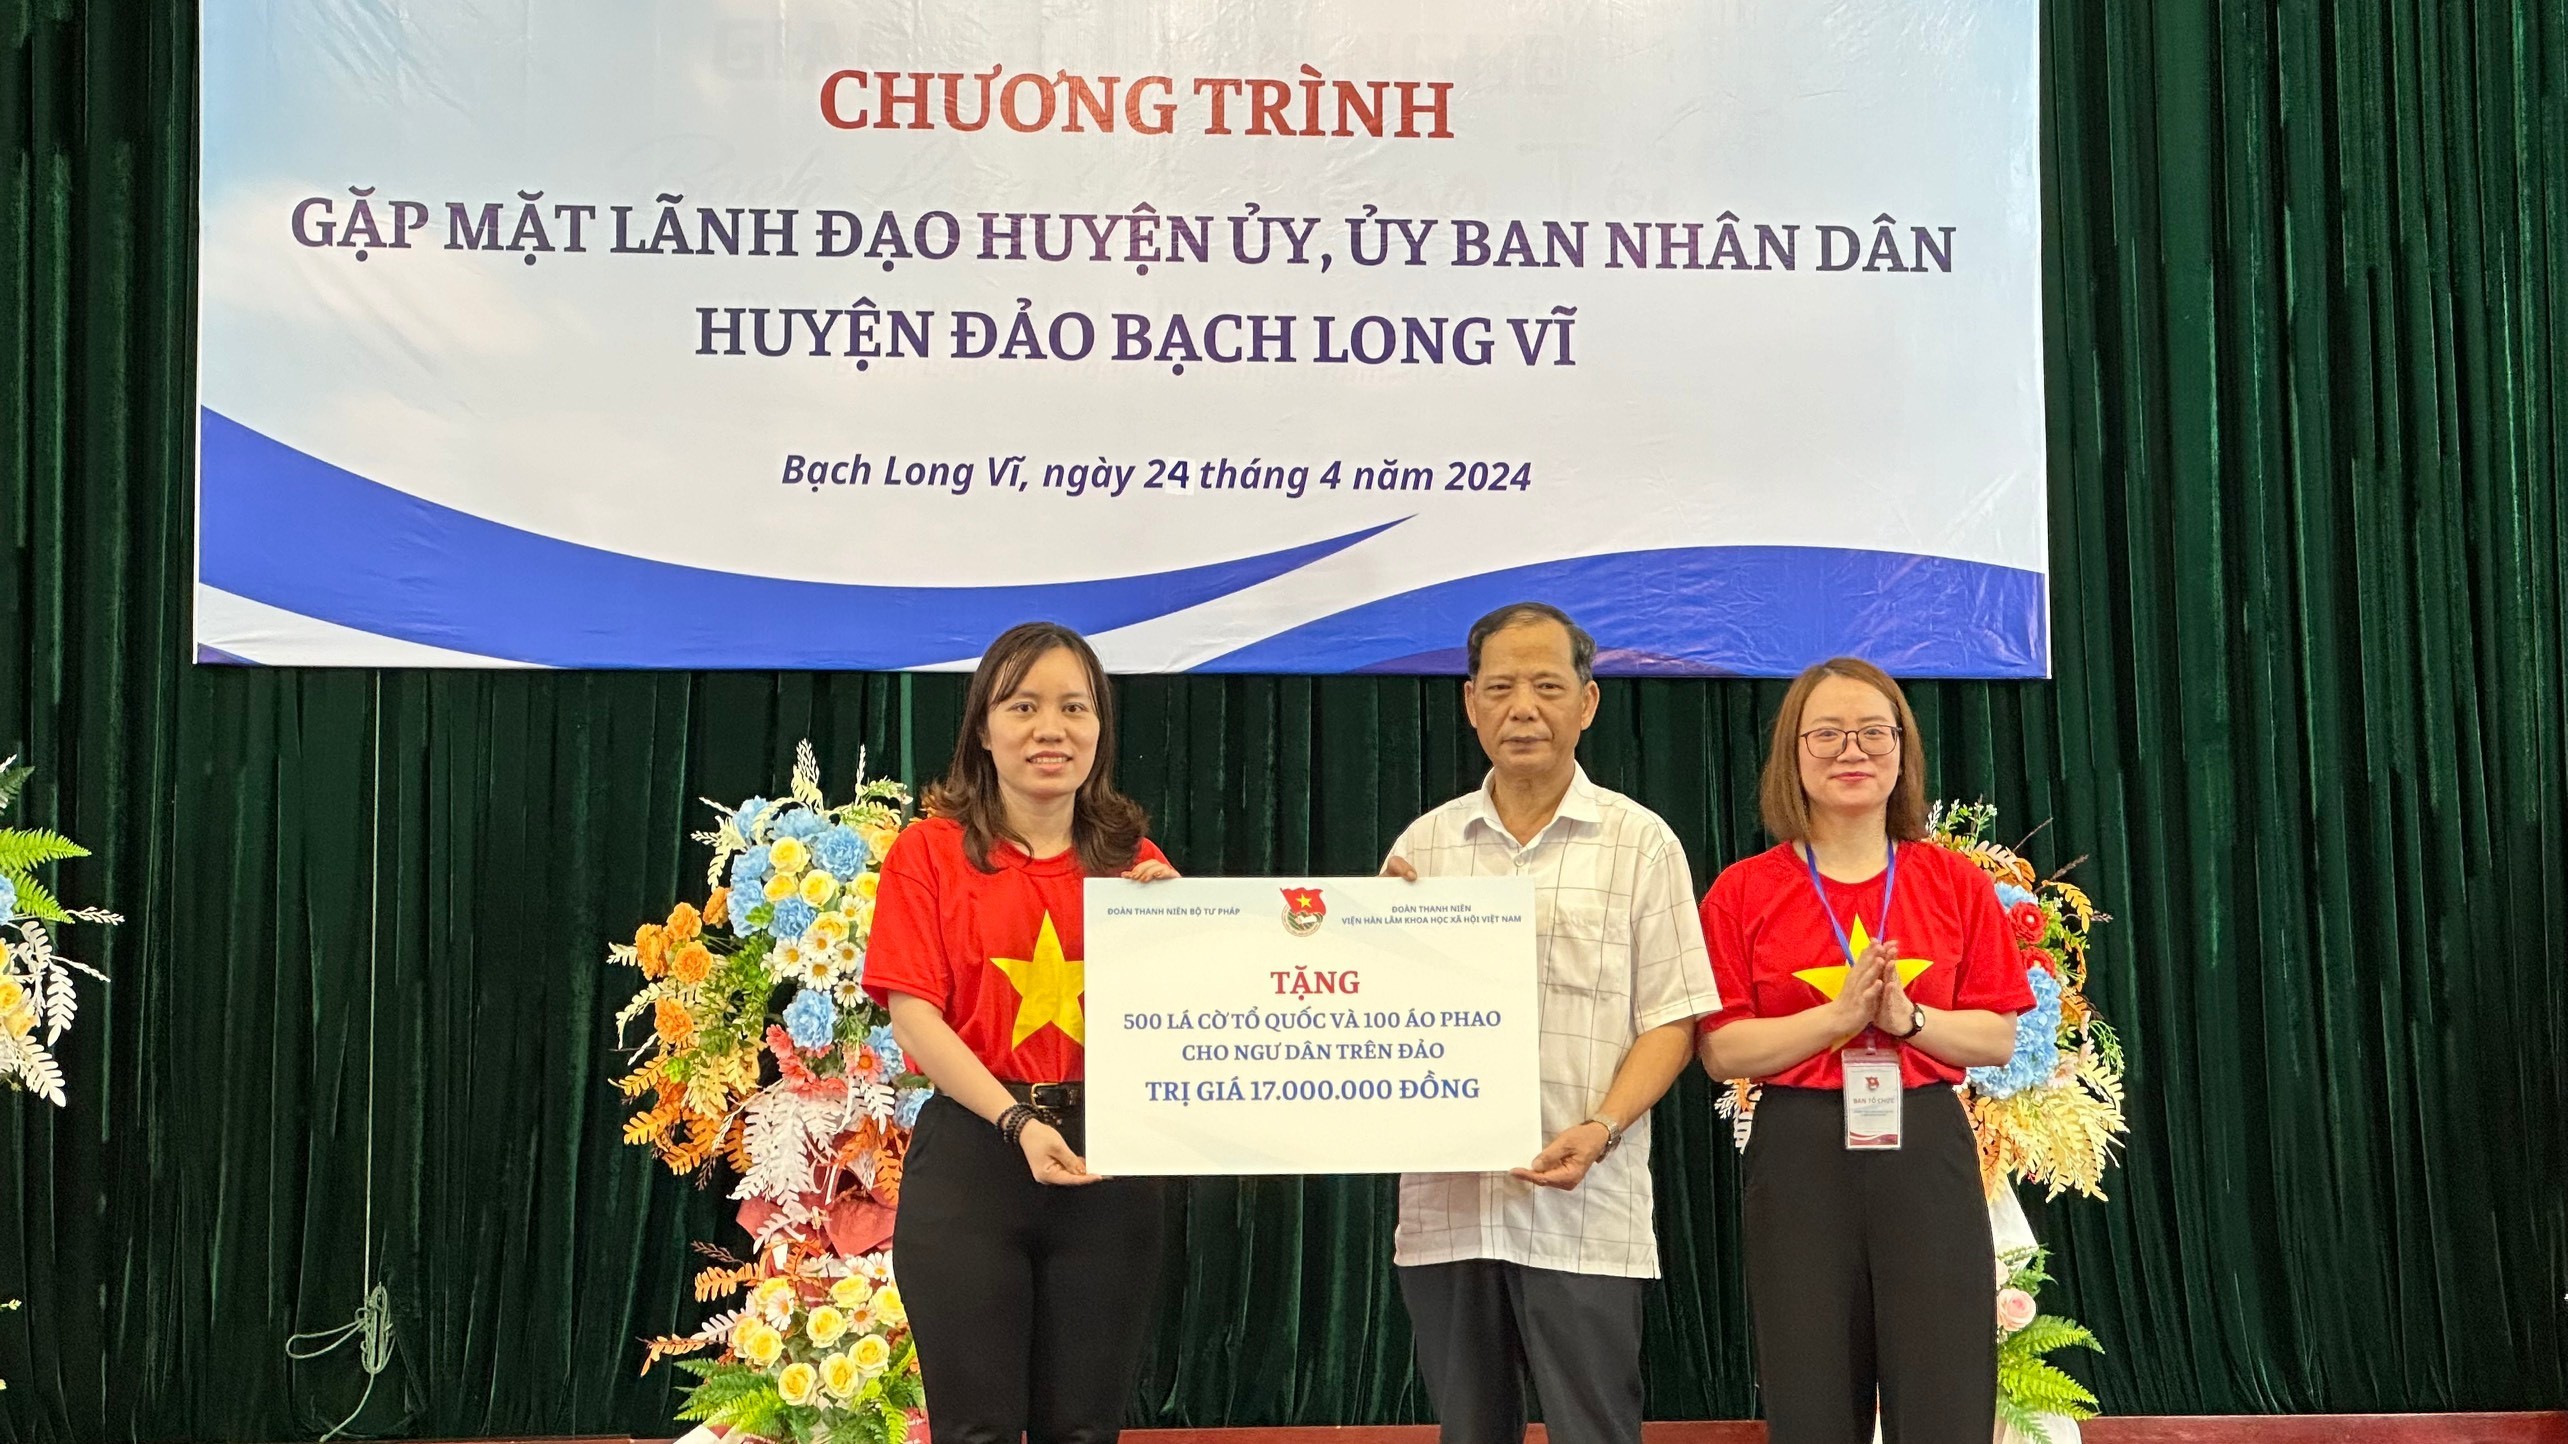 CHƯƠNG TRÌNH
GẶP MẶT LÃNH ĐẠO HUYỆN ỦY, ỦY BAN NHÂN DÂN
HUYỆN ĐẢO BẠCH LONG VĨ
Bạch Long Vĩ, ngày 24 tháng 4 năm 2024
ĐOÀN THANH NIÊN BỘ TƯ PHÁP
ĐOÀN THANH NIÊN
VIỆN HÀN LÂM KHOA HỌC XÃ HỘI VIỆT NAM
TẶNG
500 LÁ CỜ TỔ QUỐC VÀ 100 ÁO PHAO
CHO NGƯ DÂN TRÊN ĐẢO
TRỊ GIÁ 17.000.000 ĐỒNG
BAN TỔ CHỨC